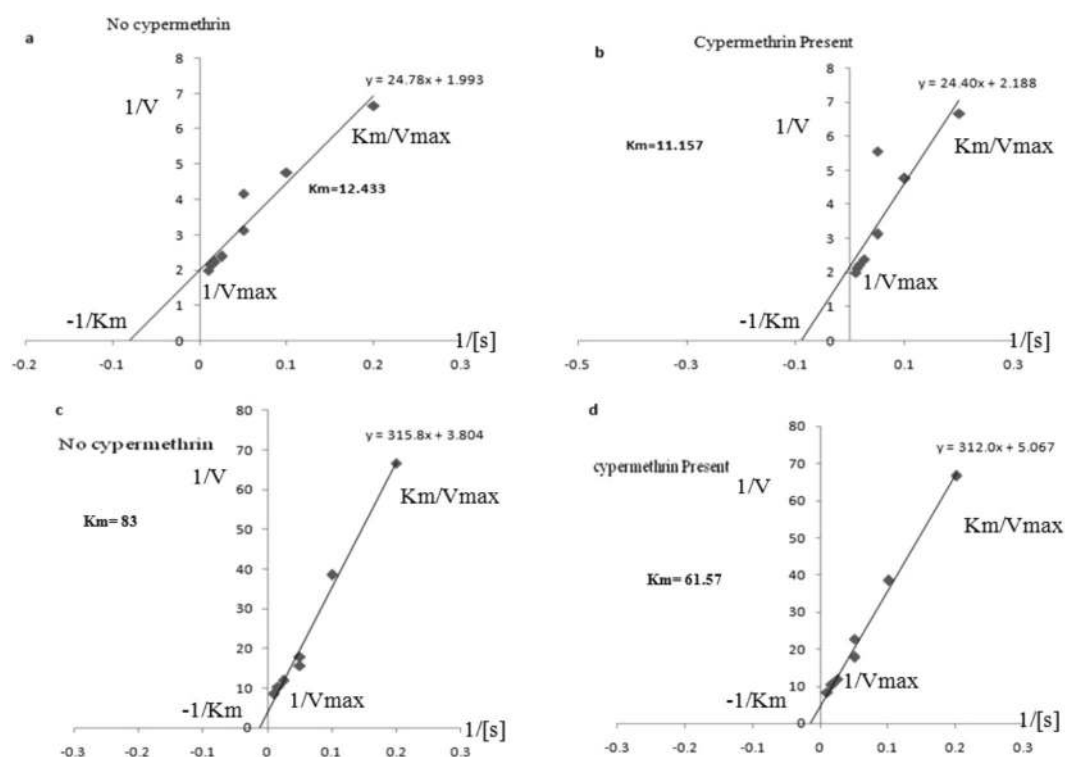 a
No cypermethrin
8
7
6
5
4
3
2
1
0
1/V
y = 24.78x + 1.993
Km/Vmax
Km=12.433
1/Vmax
-1/Km
1/[s]
-0.2
-0.1
0
0.1
0.2
0.3
b
Cypermethrin Present
8
7
6
5
4
3
2
1
0
1/V
y = 24.40x + 2.188
Km/Vmax
Km=11.157
1/Vmax
-1/Km
1/[s]
-0.5
-0.3
-0.1
0.1
0.3
c
No cypermethrin
80
70
60
50
40
30
20
10
0
1/V
y = 315.8x + 3.804
Km/Vmax
Km= 83
1/Vmax
-1/Km
1/[s]
-0.3
-0.2
-0.1
0
0.1
0.2
0.3
d
cypermethrin Present
80
70
60
50
40
30
20
10
0
1/V
y = 312.0x + 5.067
Km/Vmax
Km= 61.57
1/Vmax
-1/Km
1/[s]
-0.3
-0.2
-0.1
0
0.1
0.2
0.3